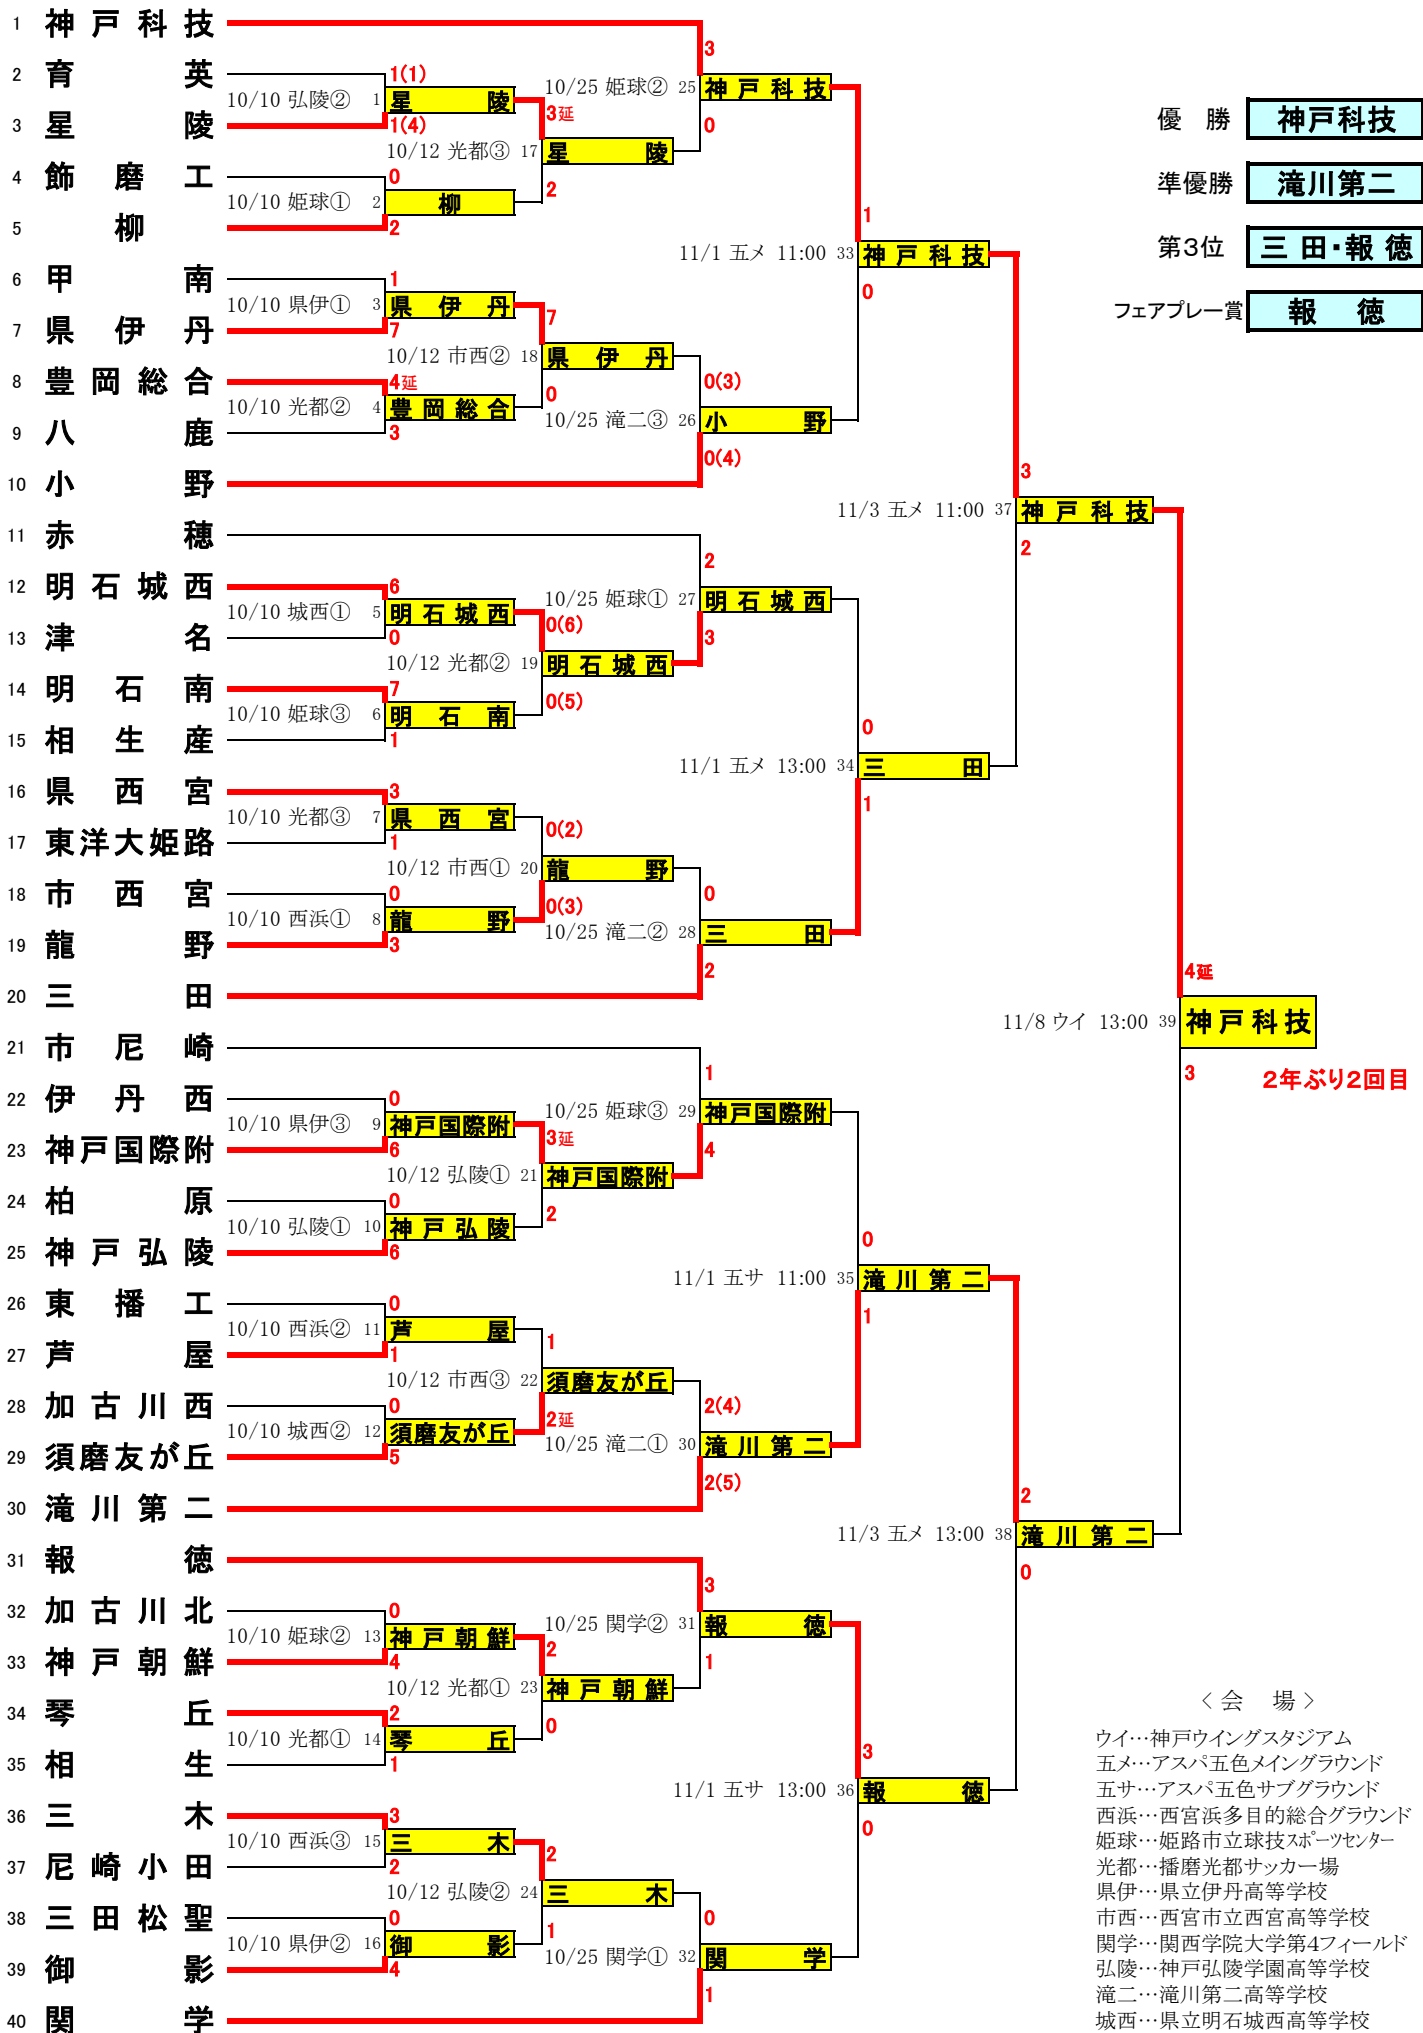 1 神戸科技
2 育英
3 星陵
4 飾磨工
5 柳
6 甲南
7 県伊丹
8 豊岡総合
9 八鹿
10 小野
11 赤穂
12 明石城西
13 津名
14 明石南
15 相生産
16 県西宮
17 東洋大姫路
18 市西宮
19 龍野
20 三田
21 市尼崎
22 伊丹西
23 神戸国際附
24 柏原
25 神戸弘陵
26 東播工
27 芦屋
28 加古川西
29 須磨友が丘
30 滝川第二
31 報徳
32 加古川北
33 神戸朝鮮
34 琴丘
35 相生
36 三木
37 尼崎小田
38 三田松聖
39 御影
40 関学
1(1)
10/10 弘陵② 1 星陵
1(4)
0
10/10 姫球① 2 柳
2
1
10/10 県伊① 3 県伊丹
7
4延
10/10 光都② 4 豊岡総合
3
6
10/10 城西① 5 明石城西
0
7
10/10 姫球③ 6 明石南
1
3
10/10 光都③ 7 県西宮
1
0
10/10 西浜① 8 龍野
3
0
10/10 県伊③ 9 神戸国際附
6
0
10/10 弘陵① 10 神戸弘陵
6
0
10/10 西浜② 11 芦屋
1
0
10/10 城西② 12 須磨友が丘
5
0
10/10 姫球② 13 神戸朝鮮
4
2
10/10 光都① 14 琴丘
1
3
10/10 西浜③ 15 三木
2
0
10/10 県伊② 16 御影
4
3延
10/12 光都③ 17 星陵
2
7
10/12 市西② 18 県伊丹
0
0(6)
10/12 光都② 19 明石城西
0(5)
0(2)
10/12 市西① 20 龍野
0(3)
3延
10/12 弘陵① 21 神戸国際附
2
1
10/12 市西③ 22 須磨友が丘
2延
2
10/12 光都① 23 神戸朝鮮
0
2
10/12 弘陵② 24 三木
1
3
10/25 姫球② 25 神戸科技
0
0(3)
10/25 滝二③ 26 小野
0(4)
2
10/25 姫球① 27 明石城西
3
0
10/25 滝二② 28 三田
2
1
10/25 姫球③ 29 神戸国際附
4
2(4)
10/25 滝二① 30 滝川第二
2(5)
3
10/25 関学② 31 報徳
1
0
10/25 関学① 32 関学
1
1
11/1 五メ 11:00 33 神戸科技
0
0
11/1 五メ 13:00 34 三田
1
0
11/1 五サ 11:00 35 滝川第二
1
3
11/1 五サ 13:00 36 報徳
0
3
11/3 五メ 11:00 37 神戸科技
2
2
11/3 五メ 13:00 38 滝川第二
0
4延
11/8 ウイ 13:00 39 神戸科技
3
2年ぶり2回目
優勝 神戸科技
準優勝 滝川第二
第3位 三田・報徳
フェアプレー賞 報徳
＜会 場＞
ウイ…神戸ウイングスタジアム
五メ…アスパ五色メイングラウンド
五サ…アスパ五色サブグラウンド
西浜…西宮浜多目的総合グラウンド
姫球…姫路市立球技スポーツセンター
光都…播磨光都サッカー場
県伊…県立伊丹高等学校
市西…西宮市立西宮高等学校
関学…関西学院大学第4フィールド
弘陵…神戸弘陵学園高等学校
滝二…滝川第二高等学校
城西…県立明石城西高等学校